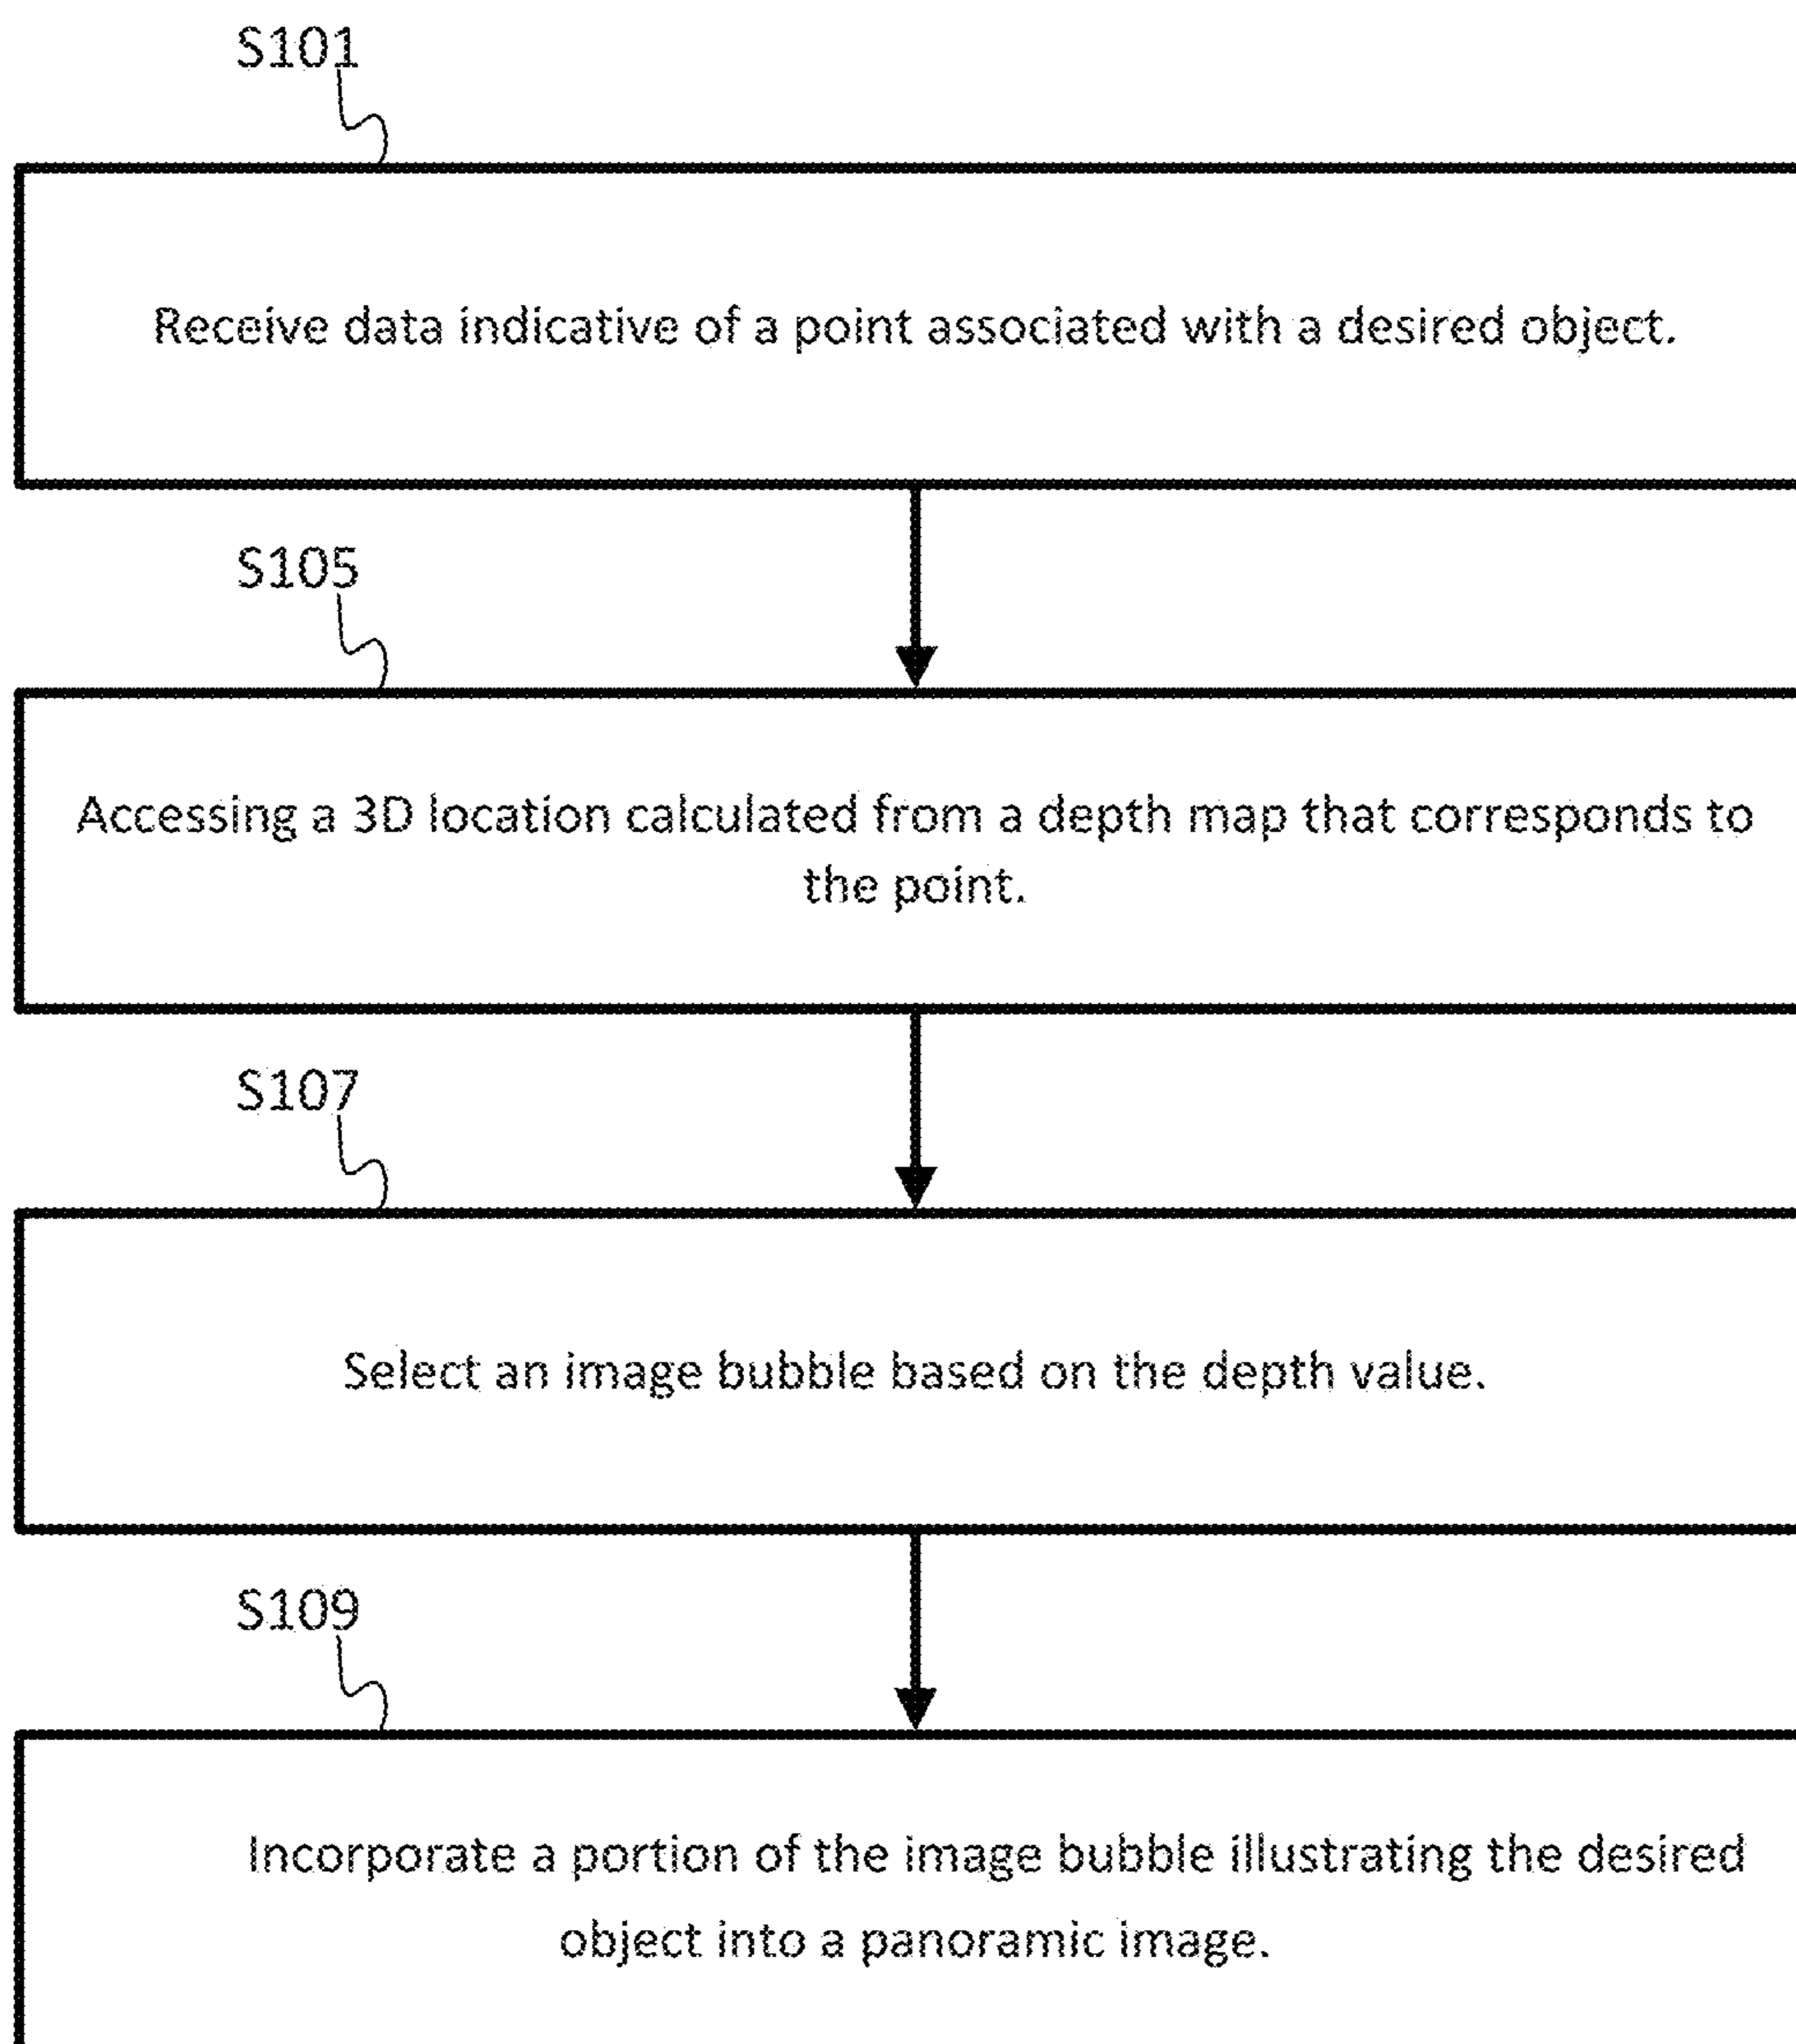 S101
Receive data indicative of a point associated with a desired object.
S105
Accessing a 3D location calculated from a depth map that corresponds to
the point.
S107
Select an image bubble based on the depth value.
S109
Incorporate a portion of the image bubble illustrating the desired
object into a panoramic image.